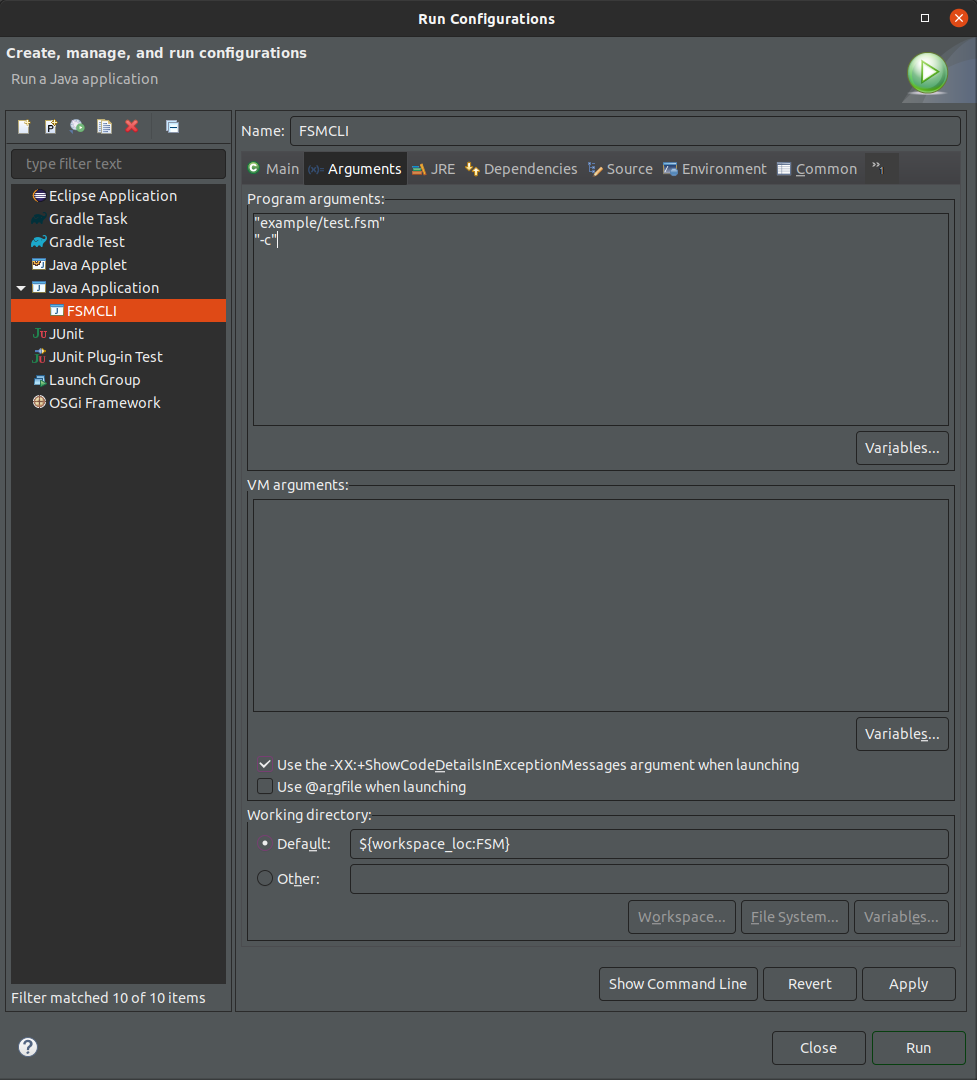 Run Configurations
Create, manage, and run configurations
Run a Java application
type filter text
Eclipse Application
Gradle Task
Gradle Test
Java Applet
Java Application
FSMCLI
JUnit
JUnit Plug-in Test
Launch Group
OSGi Framework
Filter matched 10 of 10 items
Name: FSMCLI
Main Arguments JRE Dependencies Source Environment Common »1
Program arguments:
"example/test.fsm"
"-c"
Variables...
VM arguments:
Variables...
Use the -XX:+ShowCodeDetailsInExceptionMessages argument when launching
Use @argfile when launching
Working directory:
Default: ${workspace_loc:FSM}
Other:
Workspace... File System... Variables...
Show Command Line Revert Apply
Close Run